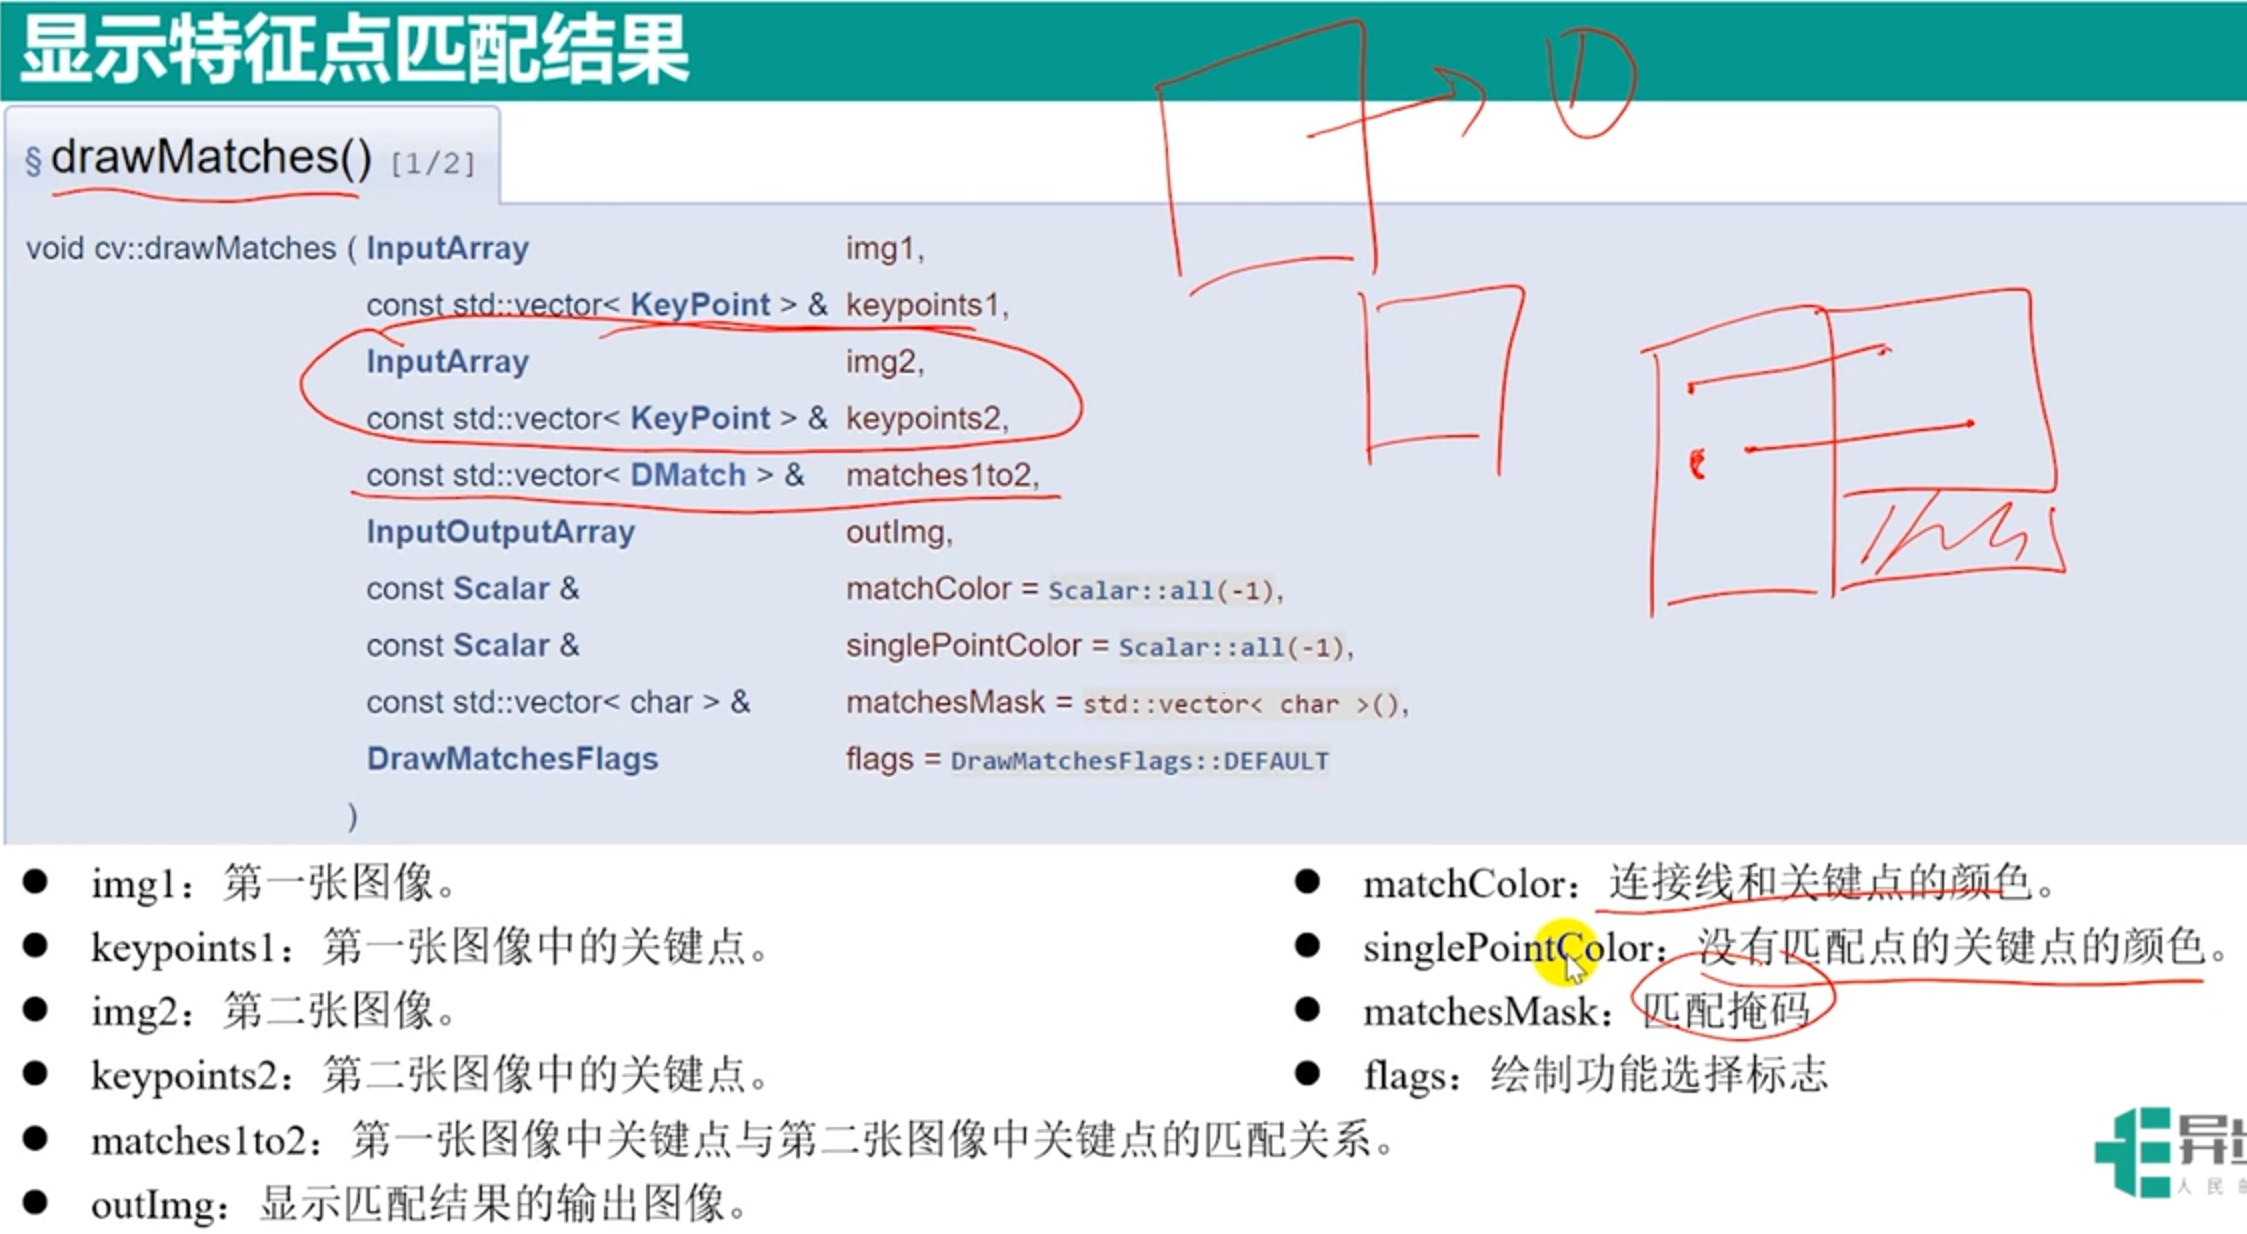 显示特征点匹配结果
§ drawMatches() [1/2]
void cv::drawMatches ( InputArray img1,
const std::vector< KeyPoint > & keypoints1,
InputArray img2,
const std::vector< KeyPoint > & keypoints2,
const std::vector< DMatch > & matches1to2,
InputOutputArray outImg,
const Scalar & matchColor = Scalar::all(-1),
const Scalar & singlePointColor = Scalar::all(-1),
const std::vector< char > & matchesMask = std::vector< char >(),
DrawMatchesFlags flags = DrawMatchesFlags::DEFAULT
)
● img1：第一张图像。
● keypoints1：第一张图像中的关键点。
● img2：第二张图像。
● keypoints2：第二张图像中的关键点。
● matches1to2：第一张图像中关键点与第二张图像中关键点的匹配关系。
● outImg：显示匹配结果的输出图像。
● matchColor：连接线和关键点的颜色。
● singlePointColor：没有匹配点的关键点的颜色。
● matchesMask：匹配掩码
● flags：绘制功能选择标志
异
人民